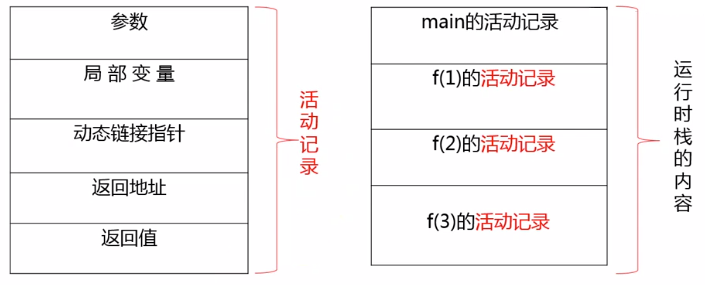 参数
局部变量
动态链接指针
返回地址
返回值
活动记录
main的活动记录
f(1)的活动记录
f(2)的活动记录
f(3)的活动记录
运行时栈的内容